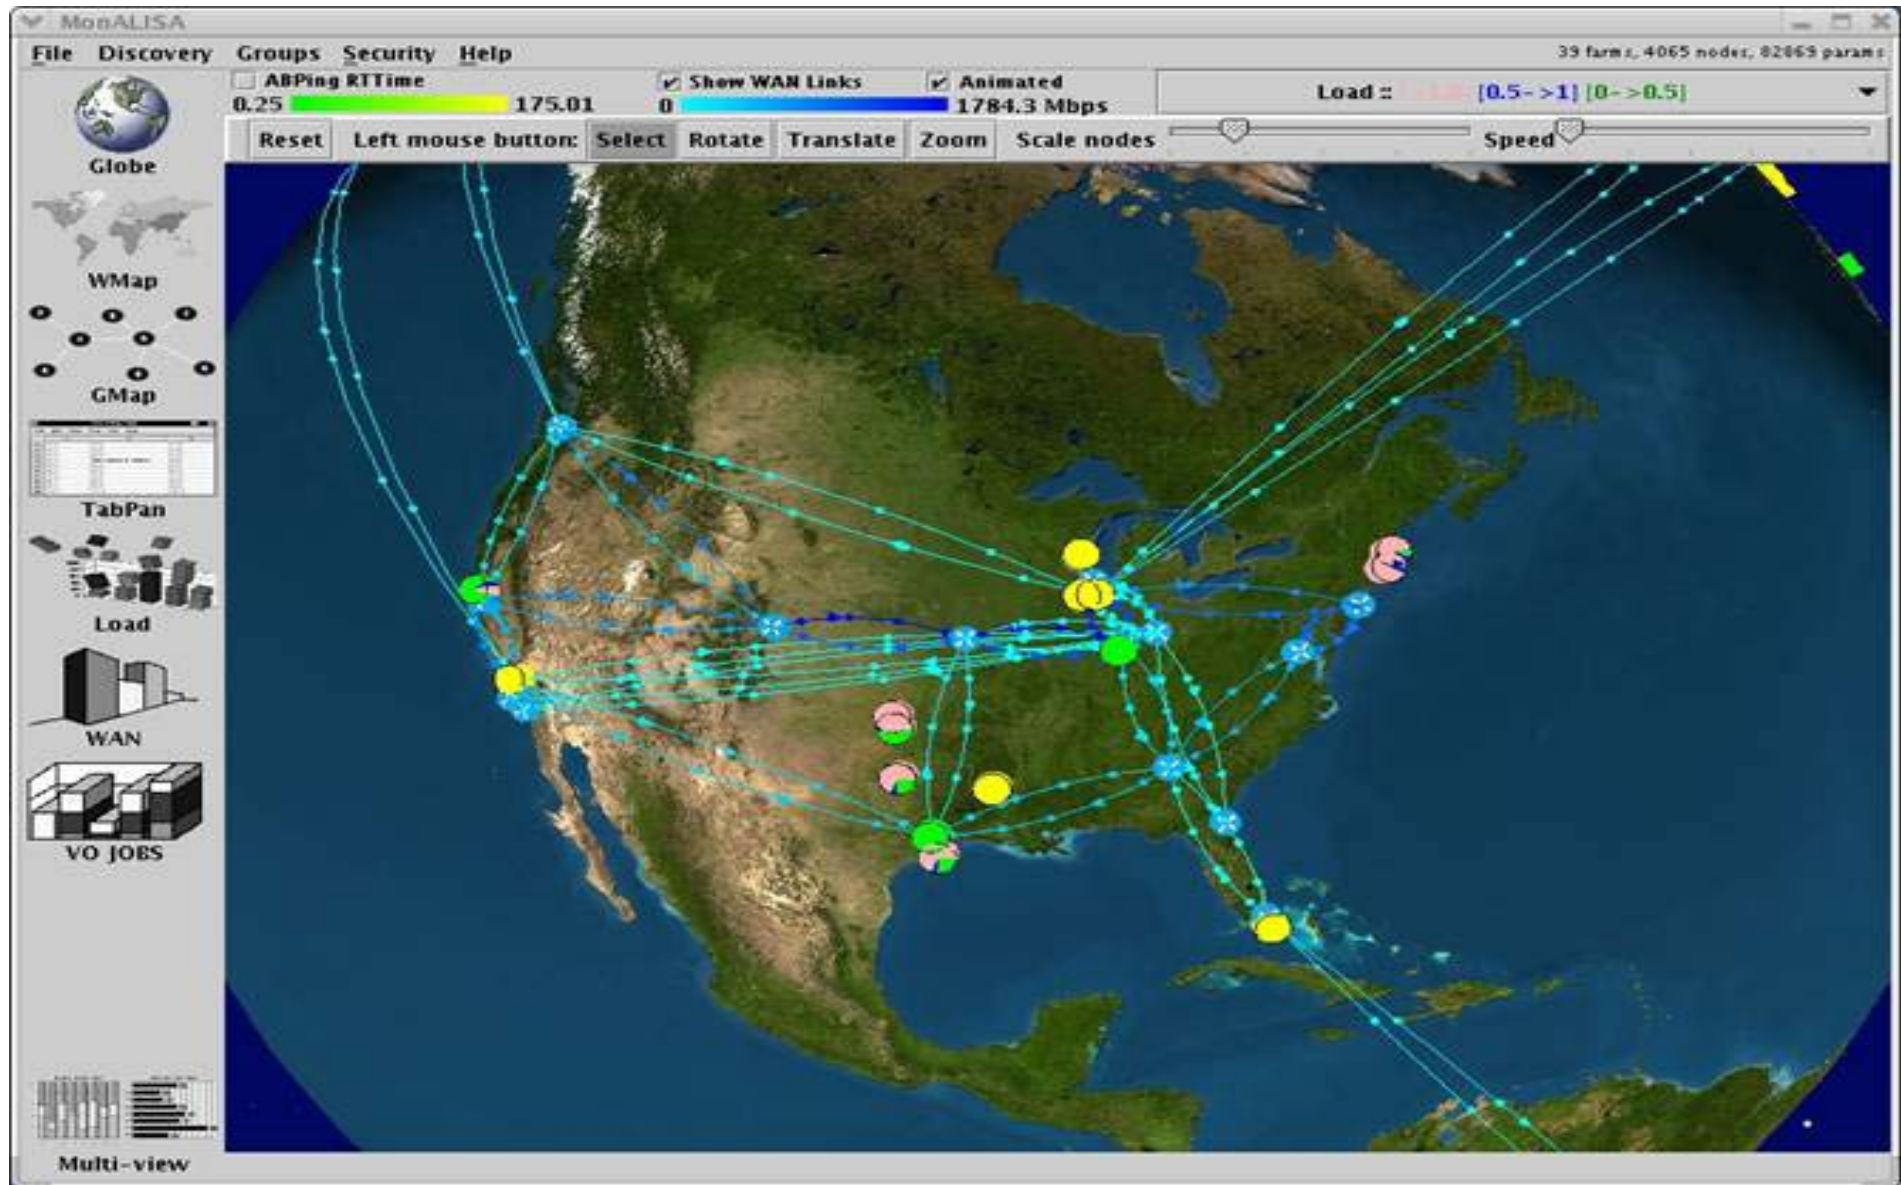 MonALISA
File Discovery Groups Security Help
39 farms, 4065 nodes, 82869 params
ABPing RTTime
Show WAN Links
Animated
0.25 175.01
0 1784.3 Mbps
Load :: [0.5->1] [0->0.5]
Reset Left mouse button: Select Rotate Translate Zoom Scale nodes Speed
Globe
WMap
GMap
TabPan
Load
WAN
VO JOBS
Multi-view